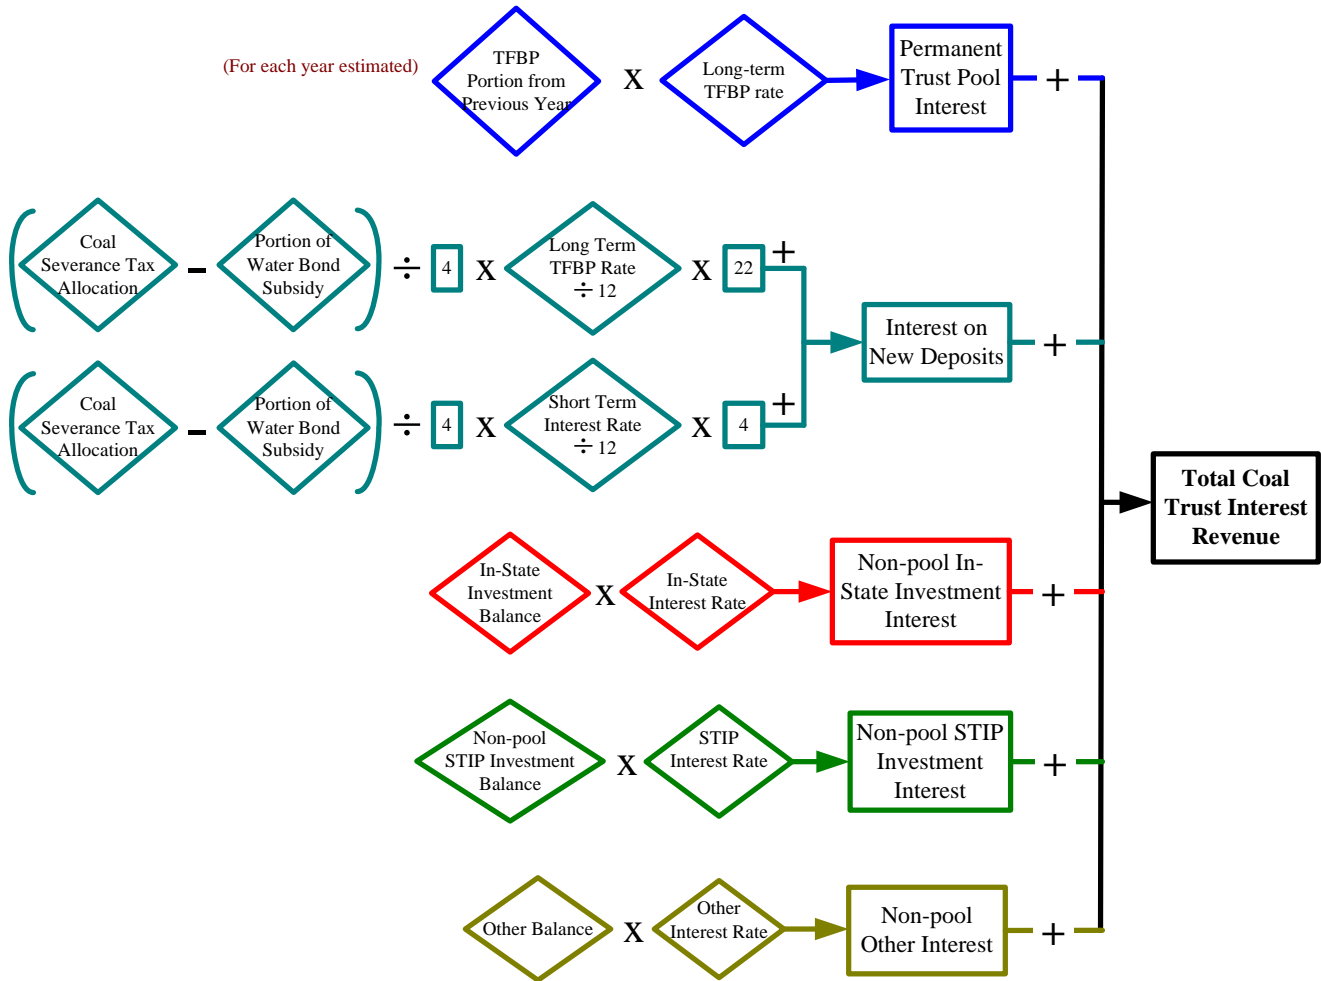 (For each year estimated)
TFBP
Portion from
Previous Year
X
Long-term
TFBP rate
Permanent
Trust Pool
Interest
+
Coal
Severance Tax
Allocation
-
Portion of
Water Bond
Subsidy
÷
4
X
Long Term
TFBP Rate
÷ 12
X
22
+
Interest on
New Deposits
+
Coal
Severance Tax
Allocation
-
Portion of
Water Bond
Subsidy
÷
4
X
Short Term
Interest Rate
÷ 12
X
4
+
Total Coal
Trust Interest
Revenue
In-State
Investment
Balance
X
In-State
Interest Rate
Non-pool In-
State Investment
Interest
+
Non-pool
STIP Investment
Balance
X
STIP
Interest Rate
Non-pool STIP
Investment
Interest
+
Other Balance
X
Other
Interest Rate
Non-pool
Other Interest
+